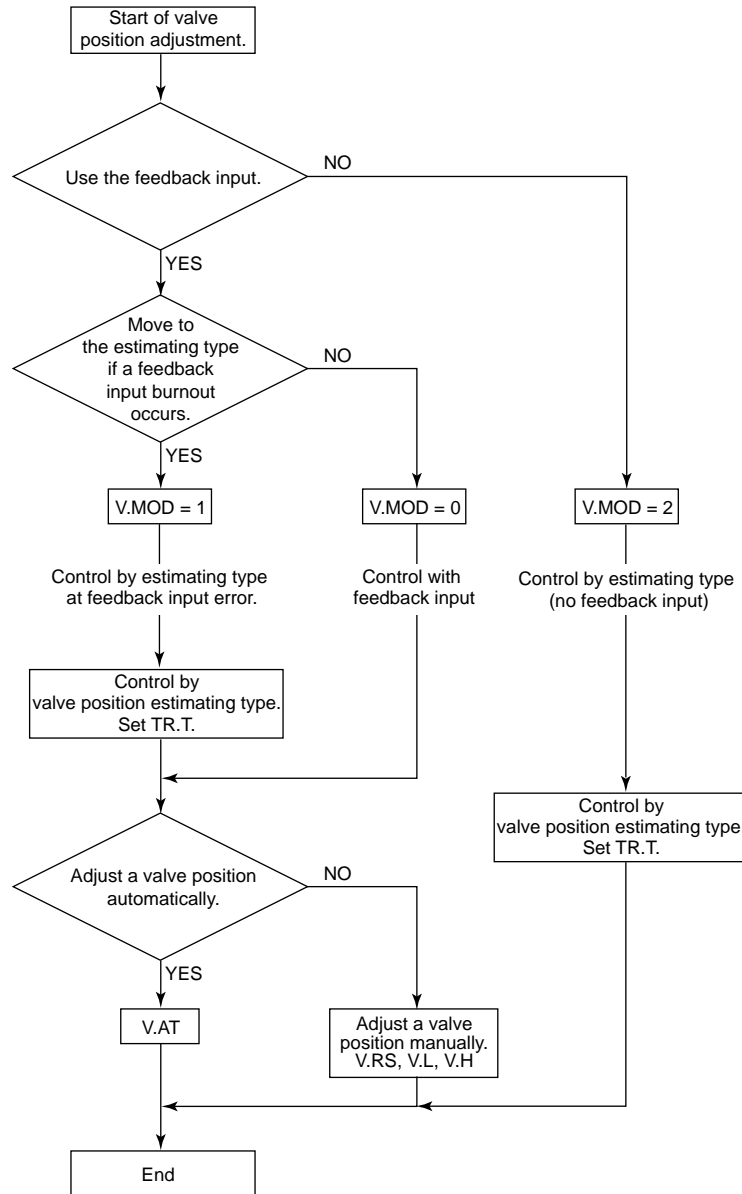 Start of valve
position adjustment.
Use the feedback input.
NO
YES
Move to
the estimating type
if a feedback
input burnout
occurs.
NO
YES
V.MOD = 1
V.MOD = 0
V.MOD = 2
Control by estimating type
at feedback input error.
Control with
feedback input
Control by estimating type
(no feedback input)
Control by
valve position estimating type.
Set TR.T.
Control by
valve position estimating type
Set TR.T.
Adjust a valve position
automatically.
NO
YES
V.AT
Adjust a valve
position manually.
V.RS, V.L, V.H
End